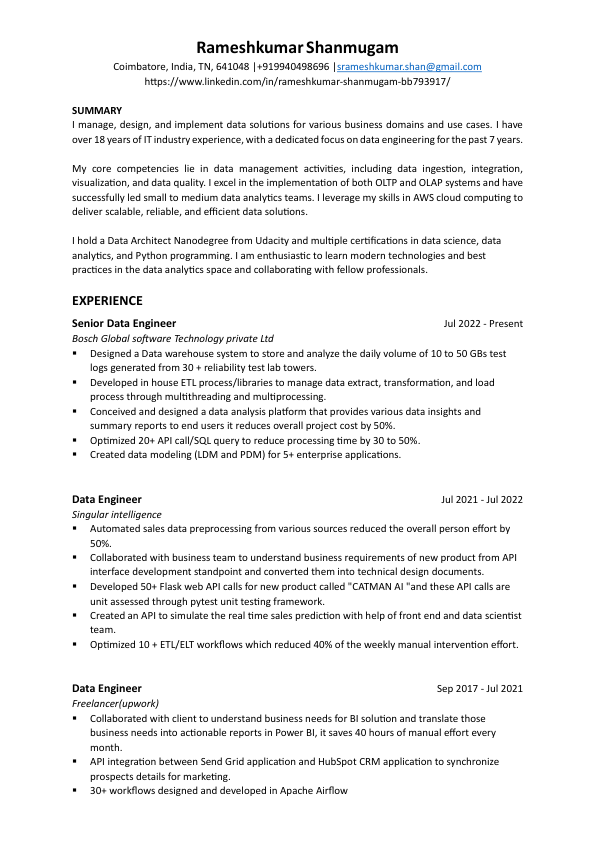 Rameshkumar Shanmugam
Coimbatore, India, TN, 641048 |+919940498696 |srameshkumar.shan@gmail.com
https://www.linkedin.com/in/rameshkumar-shanmugam-bb793917/
SUMMARY
I manage, design, and implement data solutions for various business domains and use cases. I have
over 18 years of IT industry experience, with a dedicated focus on data engineering for the past 7 years.
My core competencies lie in data management activities, including data ingestion, integration,
visualization, and data quality. I excel in the implementation of both OLTP and OLAP systems and have
successfully led small to medium data analytics teams. I leverage my skills in AWS cloud computing to
deliver scalable, reliable, and efficient data solutions.
I hold a Data Architect Nanodegree from Udacity and multiple certifications in data science, data
analytics, and Python programming. I am enthusiastic to learn modern technologies and best
practices in the data analytics space and collaborating with fellow professionals.
EXPERIENCE
Senior Data Engineer Jul 2022 - Present
Bosch Global software Technology private Ltd
▪ Designed a Data warehouse system to store and analyze the daily volume of 10 to 50 GBs test
logs generated from 30 + reliability test lab towers.
▪ Developed in house ETL process/libraries to manage data extract, transformation, and load
process through multithreading and multiprocessing.
▪ Conceived and designed a data analysis platform that provides various data insights and
summary reports to end users it reduces overall project cost by 50%.
▪ Optimized 20+ API call/SQL query to reduce processing time by 30 to 50%.
▪ Created data modeling (LDM and PDM) for 5+ enterprise applications.
Data Engineer Jul 2021 - Jul 2022
Singular intelligence
▪ Automated sales data preprocessing from various sources reduced the overall person effort by
50%.
▪ Collaborated with business team to understand business requirements of new product from API
interface development standpoint and converted them into technical design documents.
▪ Developed 50+ Flask web API calls for new product called "CATMAN AI "and these API calls are
unit assessed through pytest unit testing framework.
▪ Created an API to simulate the real time sales prediction with help of front end and data scientist
team.
▪ Optimized 10 + ETL/ELT workflows which reduced 40% of the weekly manual intervention effort.
Data Engineer Sep 2017 - Jul 2021
Freelancer(upwork)
▪ Collaborated with client to understand business needs for BI solution and translate those
business needs into actionable reports in Power BI, it saves 40 hours of manual effort every
month.
▪ API integration between Send Grid application and HubSpot CRM application to synchronize
prospects details for marketing.
▪ 30+ workflows designed and developed in Apache Airflow